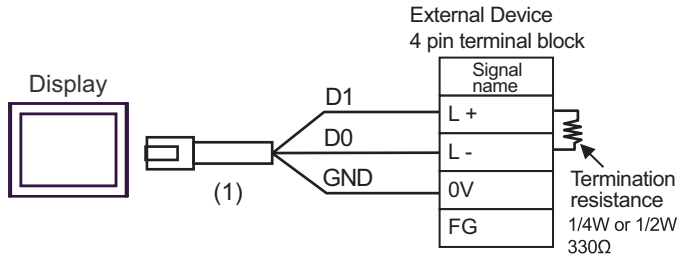 External Device
4 pin terminal block
Signal
name
Display
D1
L +
D0
L -
GND
0V
(1)
FG
Termination
resistance
1/4W or 1/2W
330Ω